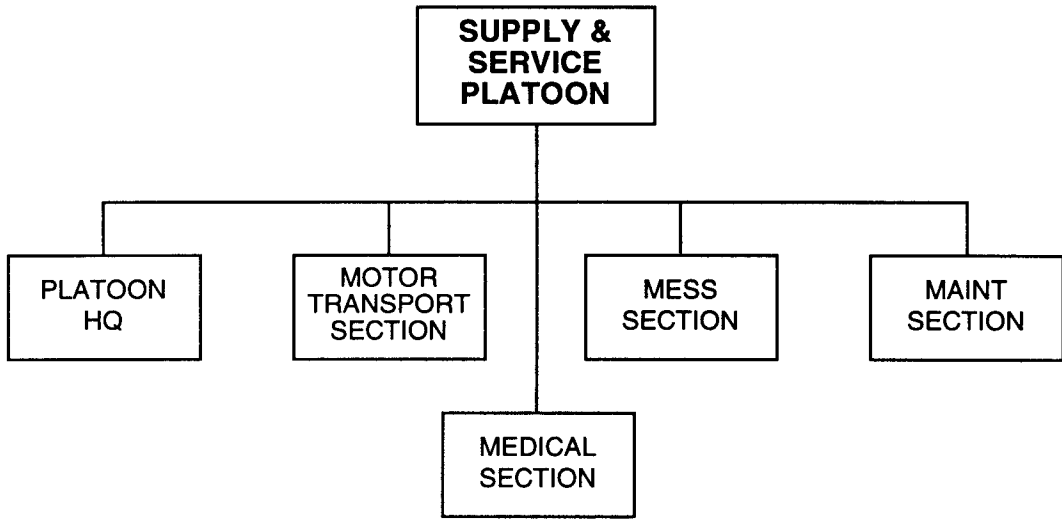 SUPPLY &
SERVICE
PLATOON
PLATOON
HQ
MOTOR
TRANSPORT
SECTION
MESS
SECTION
MAINT
SECTION
MEDICAL
SECTION